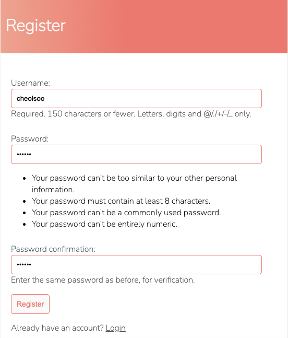 Register
Username:
cheolsoo
Required. 150 characters or fewer. Letters, digits and @/./+/-/_ only.
Password:
••••••
Your password can't be too similar to your other personal
information.
Your password must contain at least 8 characters.
Your password can't be a commonly used password.
Your password can't be entirely numeric.
Password confirmation:
••••••
Enter the same password as before, for verification.
Register
Already have an account? Login